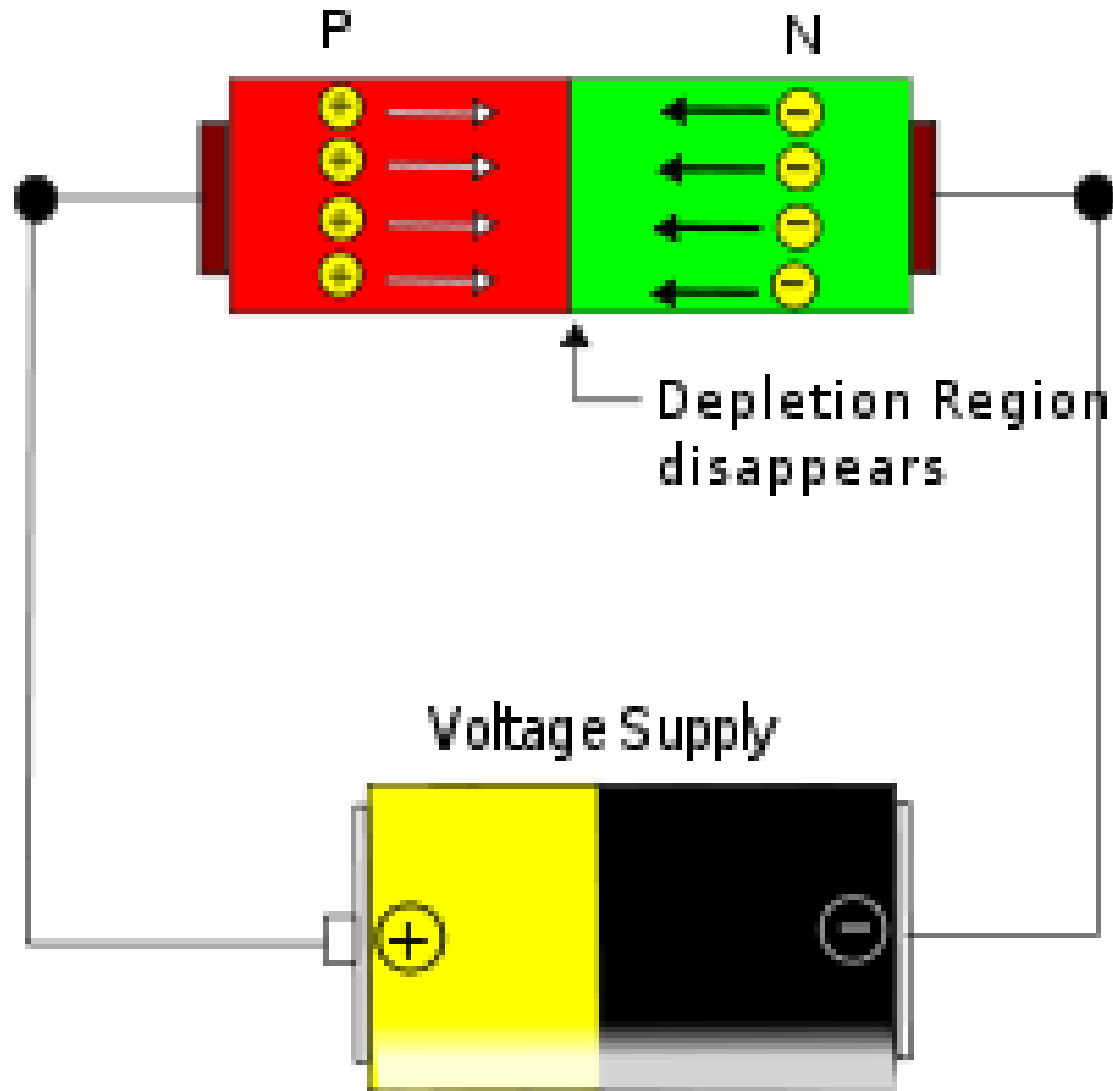 P N
+ -
+ -
+ -
+ -
Depletion Region
disappears
Voltage Supply
+ -